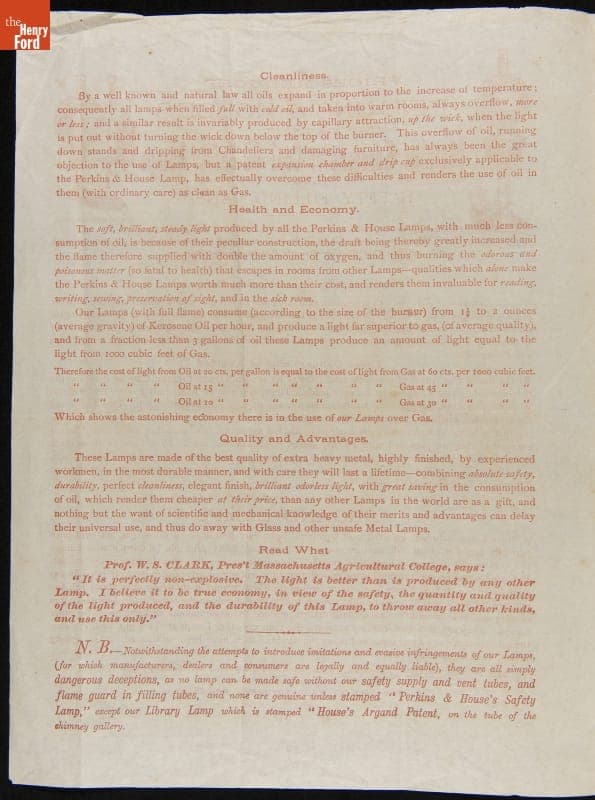 the
Henry
Ford
Cleanliness.
By a well known and natural law all oils expand in proportion to the increase of temperature;
consequently all lamps when filled full with cold oil, and taken into warm rooms, always overflow, more
or less; and a similar result is invariably produced by capillary attraction, up the wick, when the light
is put out without turning the wick down below the top of the burner. This overflow of oil, running
down stands and dripping from Chandeliers and damaging furniture, has always been the great
objection to the use of Lamps, but a patent expansion chamber and drip cup exclusively applicable to
the Perkins & House Lamp, has effectually overcome these difficulties and renders the use of oil in
them (with ordinary care) as clean as Gas.
Health and Economy.
The soft, brilliant, steady light produced by all the Perkins & House Lamps, with much less con-
sumption of oil, is because of their peculiar construction, the draft being thereby greatly increased and
the flame therefore supplied with double the amount of oxygen, and thus burning the odorous and
poisonous matter (so fatal to health) that escapes in rooms from other Lamps—qualities which alone make
the Perkins & House Lamps worth much more than their cost, and renders them invaluable for reading,
writing, sewing, preservation of sight, and in the sick room.
Our Lamps (with full flame) consume (according to the size of the burner) from 1½ to 2 ounces
(average gravity) of Kerosene Oil per hour, and produce a light far superior to gas, (of average quality),
and from a fraction less than 3 gallons of oil these Lamps produce an amount of light equal to the
light from 1000 cubic feet of Gas.
Therefore the cost of light from Oil at 20 cts. per gallon is equal to the cost of light from Gas at 60 cts. per 1000 cubic feet.
" " " " Oil at 15 " " " " " " " Gas at 45 " " " "
" " " " Oil at 10 " " " " " " " Gas at 30 " " " "
Which shows the astonishing economy there is in the use of our Lamps over Gas.
Quality and Advantages.
These Lamps are made of the best quality of extra heavy metal, highly finished, by experienced
workmen, in the most durable manner, and with care they will last a lifetime—combining absolute safety,
durability, perfect cleanliness, elegant finish, brilliant odorless light, with great saving in the consumption
of oil, which render them cheaper at their price, than any other Lamps in the world are as a gift, and
nothing but the want of scientific and mechanical knowledge of their merits and advantages can delay
their universal use, and thus do away with Glass and other unsafe Metal Lamps.
Read What
Prof. W. S. CLARK, Pres't Massachusetts Agricultural College, says:
"It is perfectly non-explosive. The light is better than is produced by any other
Lamp. I believe it to be true economy, in view of the safety, the quantity and quality
of the light produced, and the durability of this Lamp, to throw away all other kinds,
and use this only."
N. B.—Notwithstanding the attempts to introduce imitations and evasive infringements of our Lamps,
(for which manufacturers, dealers and consumers are legally and equally liable), they are all simply
dangerous deceptions, as no lamp can be made safe without our safety supply and vent tubes, and
flame guard in filling tubes, and none are genuine unless stamped "Perkins & House's Safety
Lamp," except our Library Lamp which is stamped "House's Argand Patent, on the tube of the
chimney gallery.